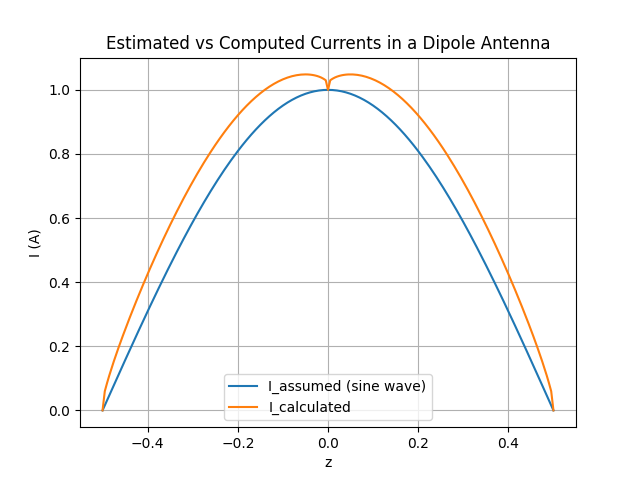 Estimated vs Computed Currents in a Dipole Antenna
1.0
0.8
0.6
0.4
0.2
0.0
I (A)
I_assumed (sine wave)
I_calculated
−0.4
−0.2
0.0
0.2
0.4
z